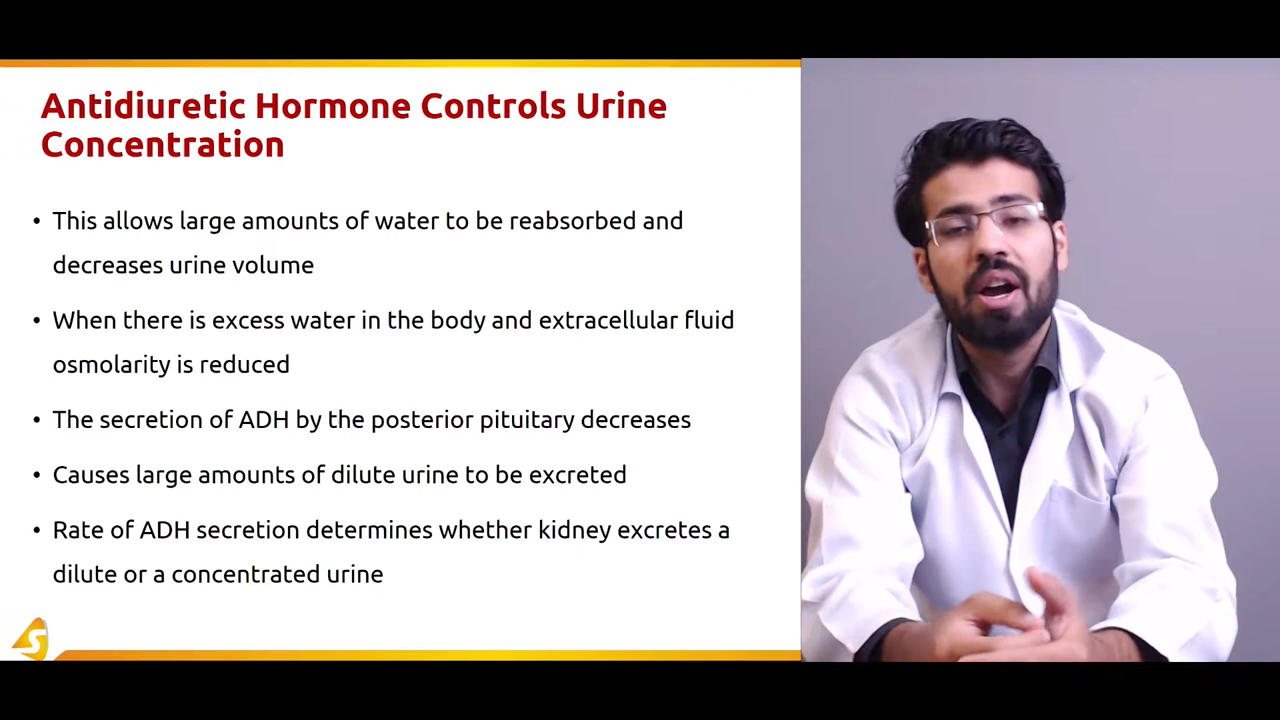 Antidiuretic Hormone Controls Urine
Concentration
• This allows large amounts of water to be reabsorbed and
decreases urine volume
• When there is excess water in the body and extracellular fluid
osmolarity is reduced
• The secretion of ADH by the posterior pituitary decreases
• Causes large amounts of dilute urine to be excreted
• Rate of ADH secretion determines whether kidney excretes a
dilute or a concentrated urine
S